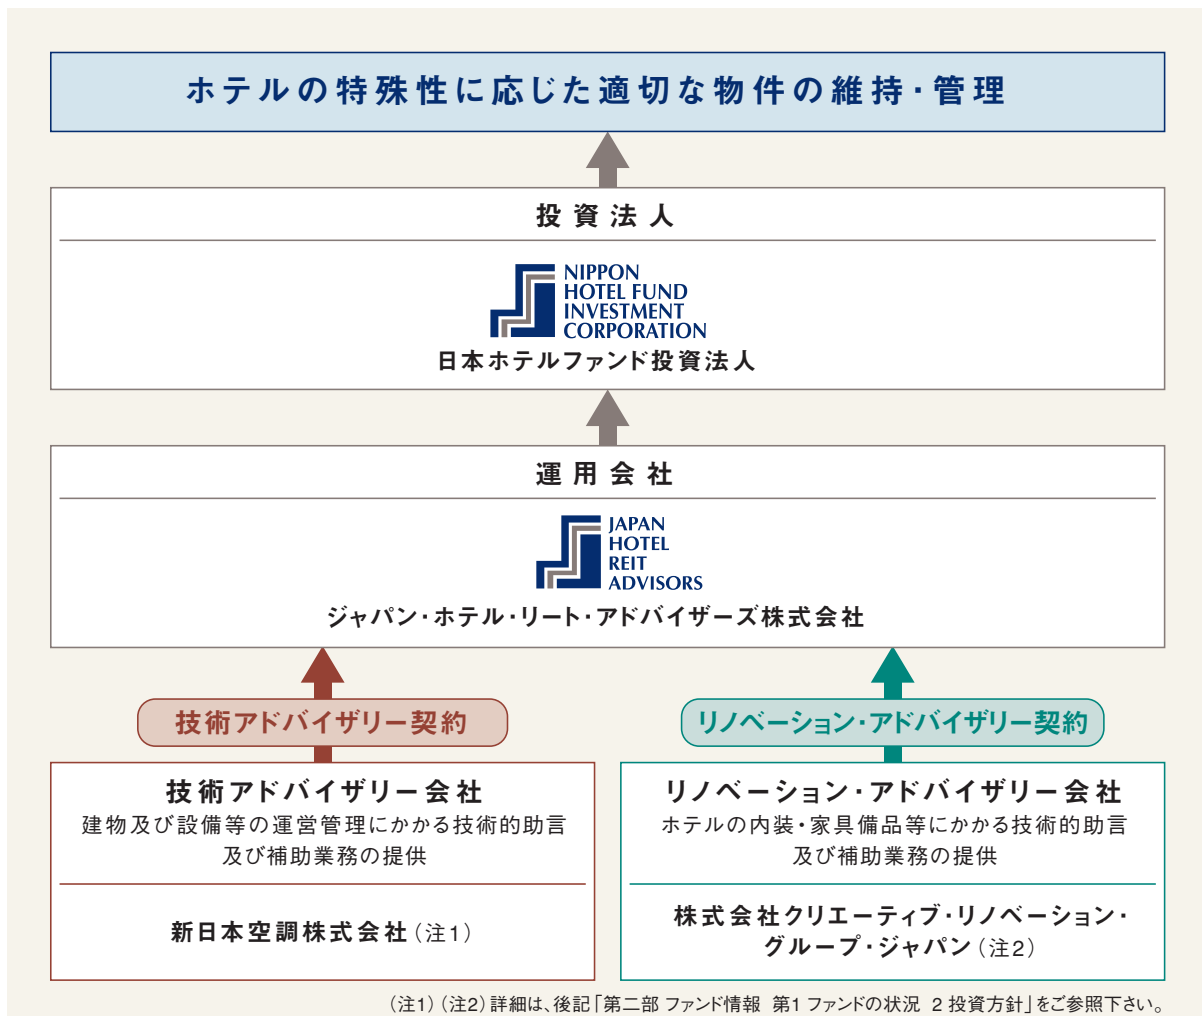 ホテルの特殊性に応じた適切な物件の維持・管理
投資法人
NIPPON
HOTEL FUND
INVESTMENT
CORPORATION
日本ホテルファンド投資法人
運用会社
JAPAN
HOTEL
REIT
ADVISORS
ジャパン・ホテル・リート・アドバイザーズ株式会社
技術アドバイザリー契約
リノベーション・アドバイザリー契約
技術アドバイザリー会社
建物及び設備等の運営管理にかかる技術的助言
及び補助業務の提供
新日本空調株式会社（注1）
リノベーション・アドバイザリー会社
ホテルの内装・家具備品等にかかる技術的助言
及び補助業務の提供
株式会社クリエーティブ・リノベーション・
グループ・ジャパン（注2）
（注1）（注2）詳細は、後記「第二部 ファンド情報 第1 ファンドの状況 2 投資方針」をご参照下さい。